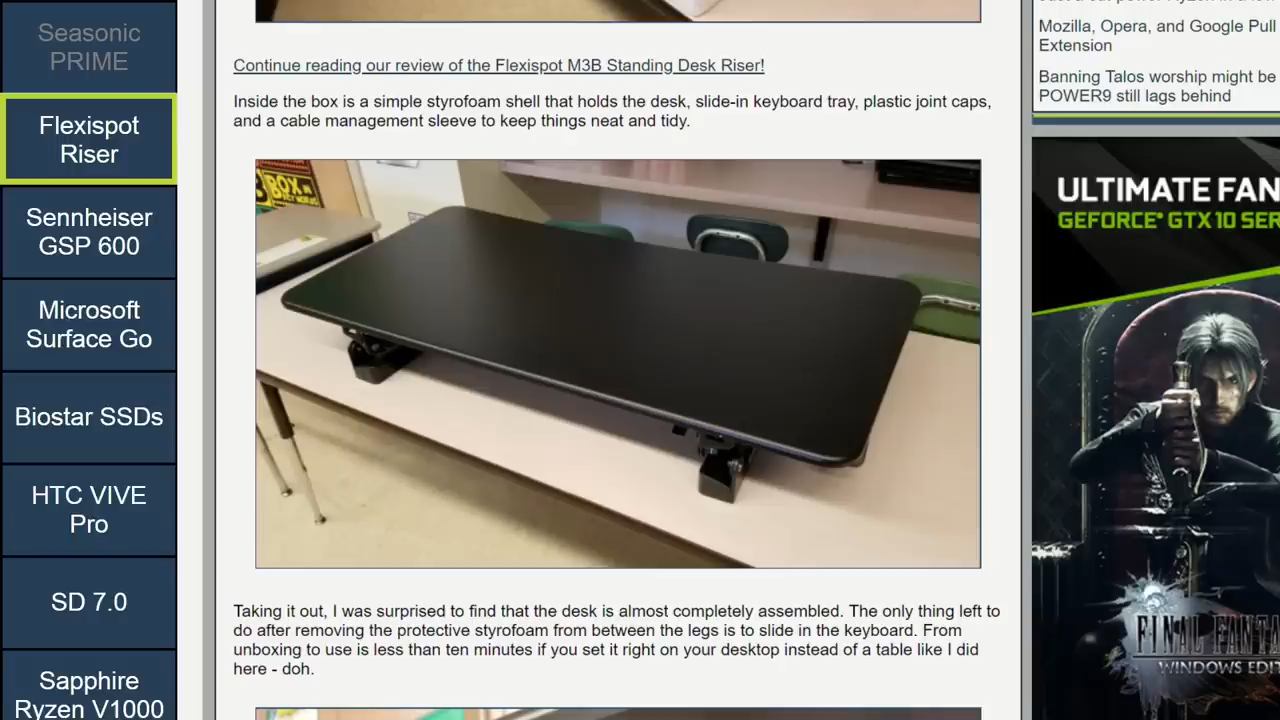 Seasonic
PRIME
Flexispot
Riser
Sennheiser
GSP 600
Microsoft
Surface Go
Biostar SSDs
HTC VIVE
Pro
SD 7.0
Sapphire
Ryzen V1000
Continue reading our review of the Flexispot M3B Standing Desk Riser!
Inside the box is a simple styrofoam shell that holds the desk, slide-in keyboard tray, plastic joint caps,
and a cable management sleeve to keep things neat and tidy.
BOX
Taking it out, I was surprised to find that the desk is almost completely assembled. The only thing left to
do after removing the protective styrofoam from between the legs is to slide in the keyboard. From
unboxing to use is less than ten minutes if you set it right on your desktop instead of a table like I did
here - doh.
Mozilla, Opera, and Google Pull
Extension
Banning Talos worship might be
POWER9 still lags behind
ULTIMATE FAN
GEFORCE® GTX 10 SER
FINAL FANTA
WINDOWS EDIT